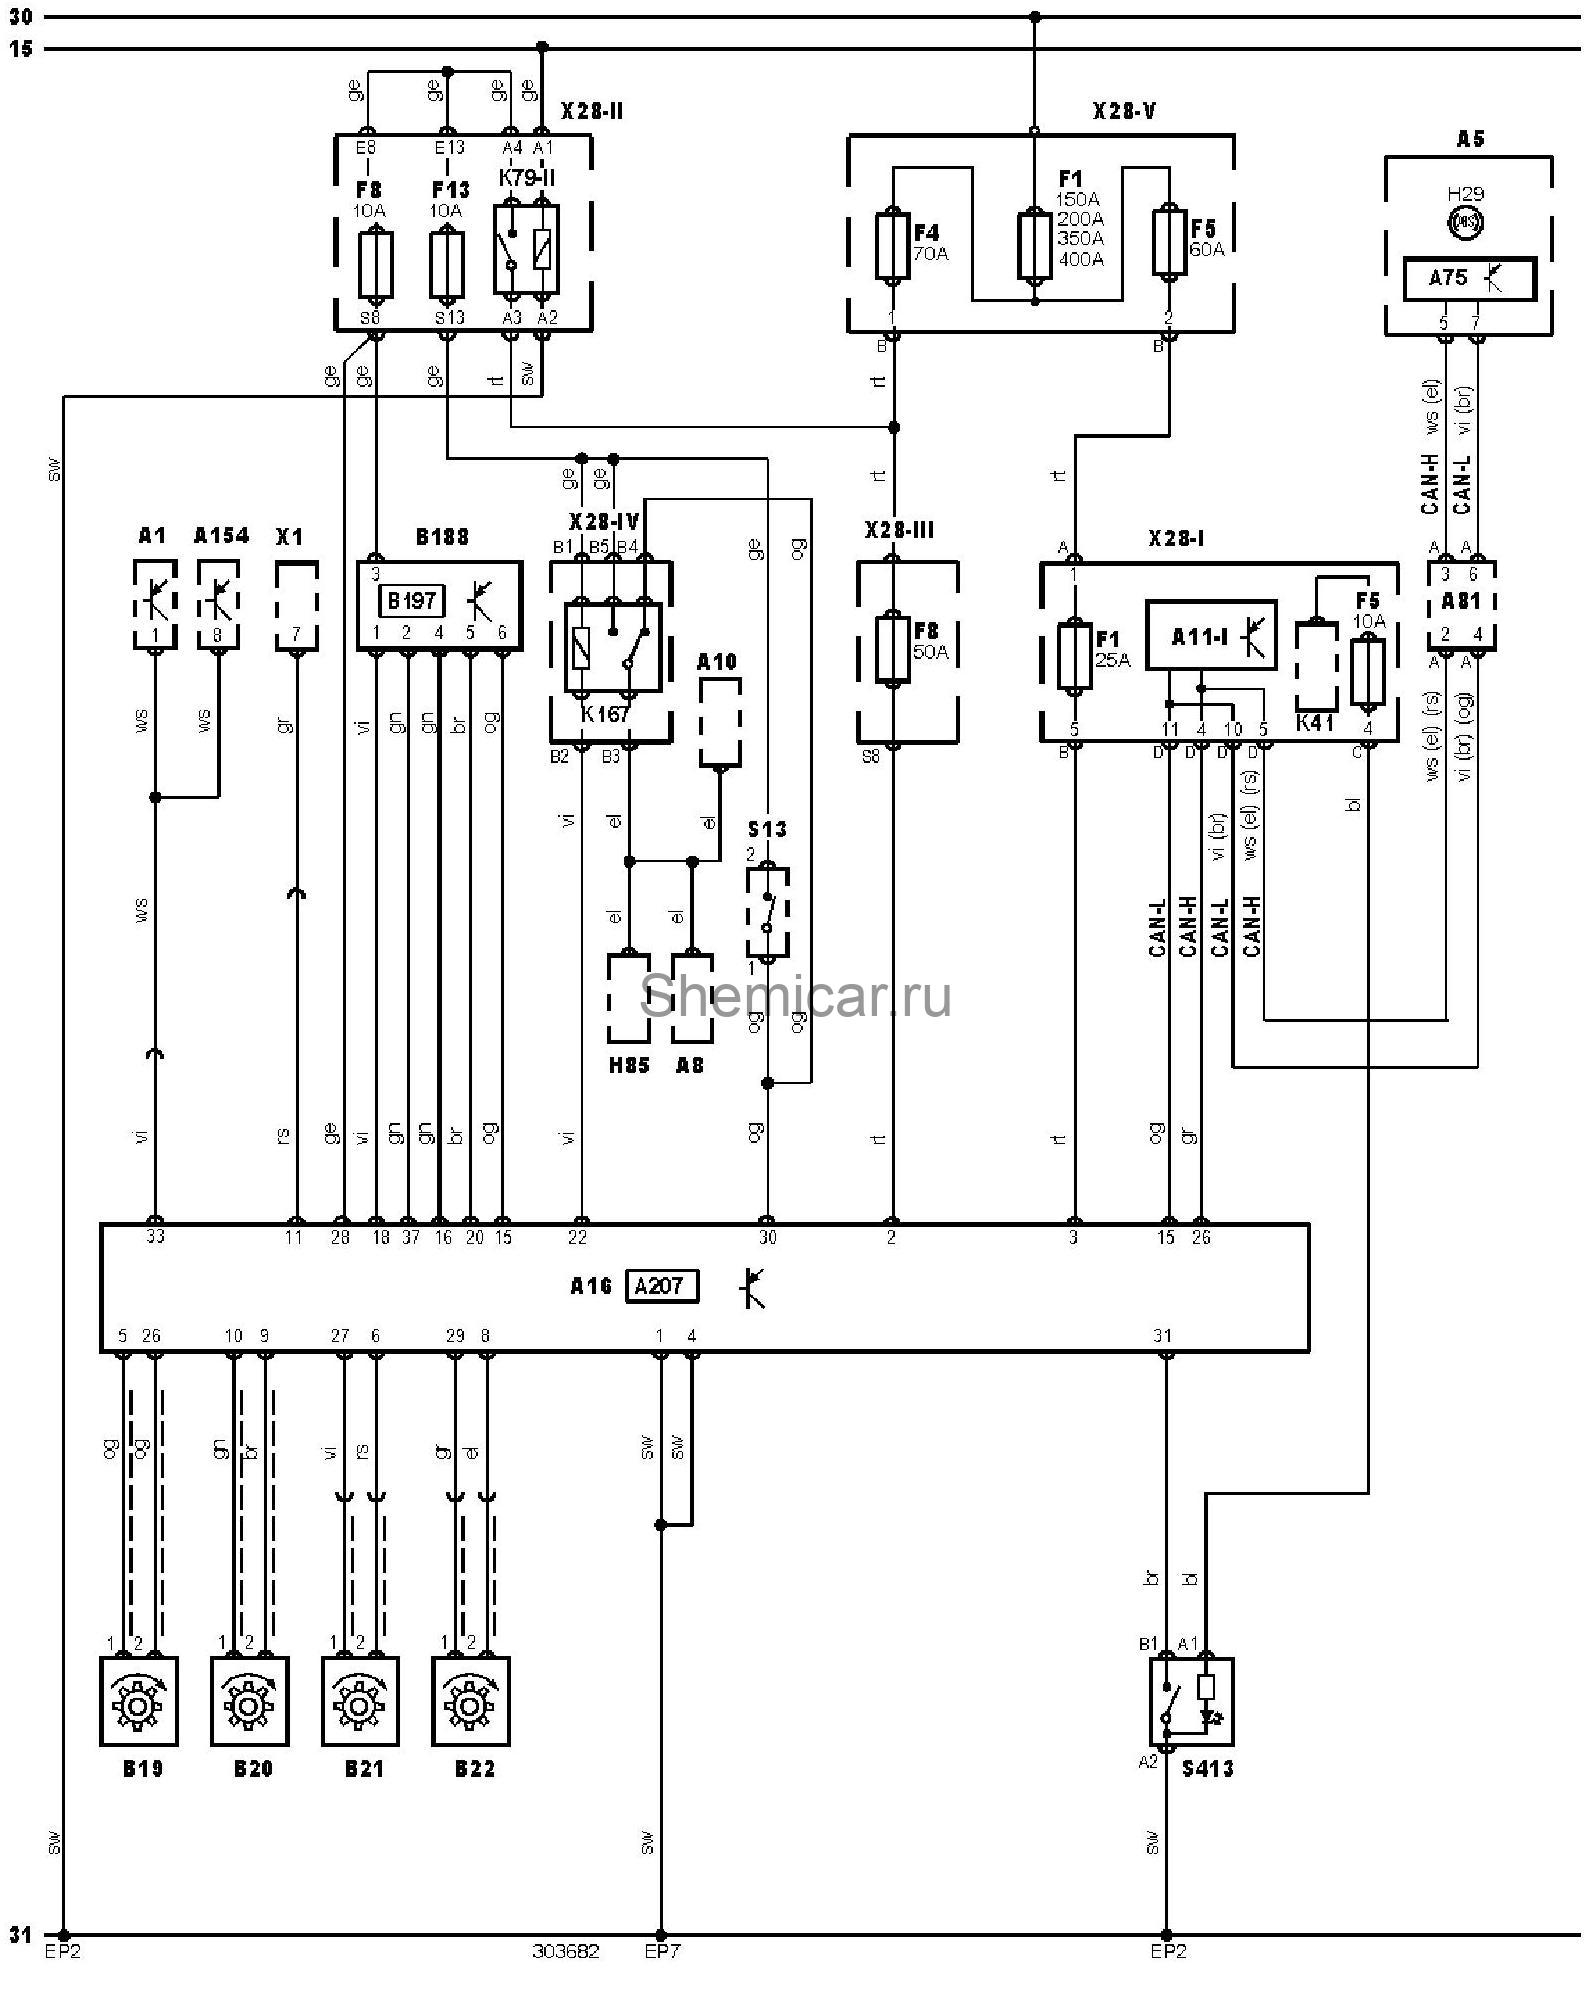 30
15
ge ge ge ge
X28-II X28-V
A5
E8 E13 A4 A1
K79-II
F8 F13
10A 10A
F1
150A
200A
350A
400A
F4
70A
F5
60A
H29
ABS
A75
S8 S13 A3 A2
1 2
5 7
B B
ge ge ge rt sw
rt
ws (el) vi (br)
CAN-H CAN-L
sw
ge ge
rt rt
A1 A154 X1 B188
X28-IV
X28-III
X28-I
B1 B5 B4
ge og
A
A A
3
B197
1
3 6
A81
F5
10A
1 8 7
1 2 4 5 6
F8
50A
F1
25A
A11-I
2 4
A10
A A
K167
K41
5 11 4 10 5 4
B2 B3
S8
B D D D D C
ws ws gr vi gn gn br og
ws (el) (rs) vi (br) (og)
vi el el
vi (br) ws (el) (rs)
bl
S13
2
ws
el el
CAN-L CAN-H CAN-L CAN-H
1
Shemicar.ru
og og
H85 A8
vi rs ge vi gn gn br og vi og rt rt og gr
33 11 28 18 37 16 20 15 22 30 2 3 15 26
A16 A207
5 26 10 9 27 6 29 8 1 4 31
og og gn br vi rs gr el sw sw
br bl
1 2 1 2 1 2 1 2
B1 A1
B19 B20 B21 B22
A2 S413
sw sw sw
31
EP2 303682 EP7 EP2